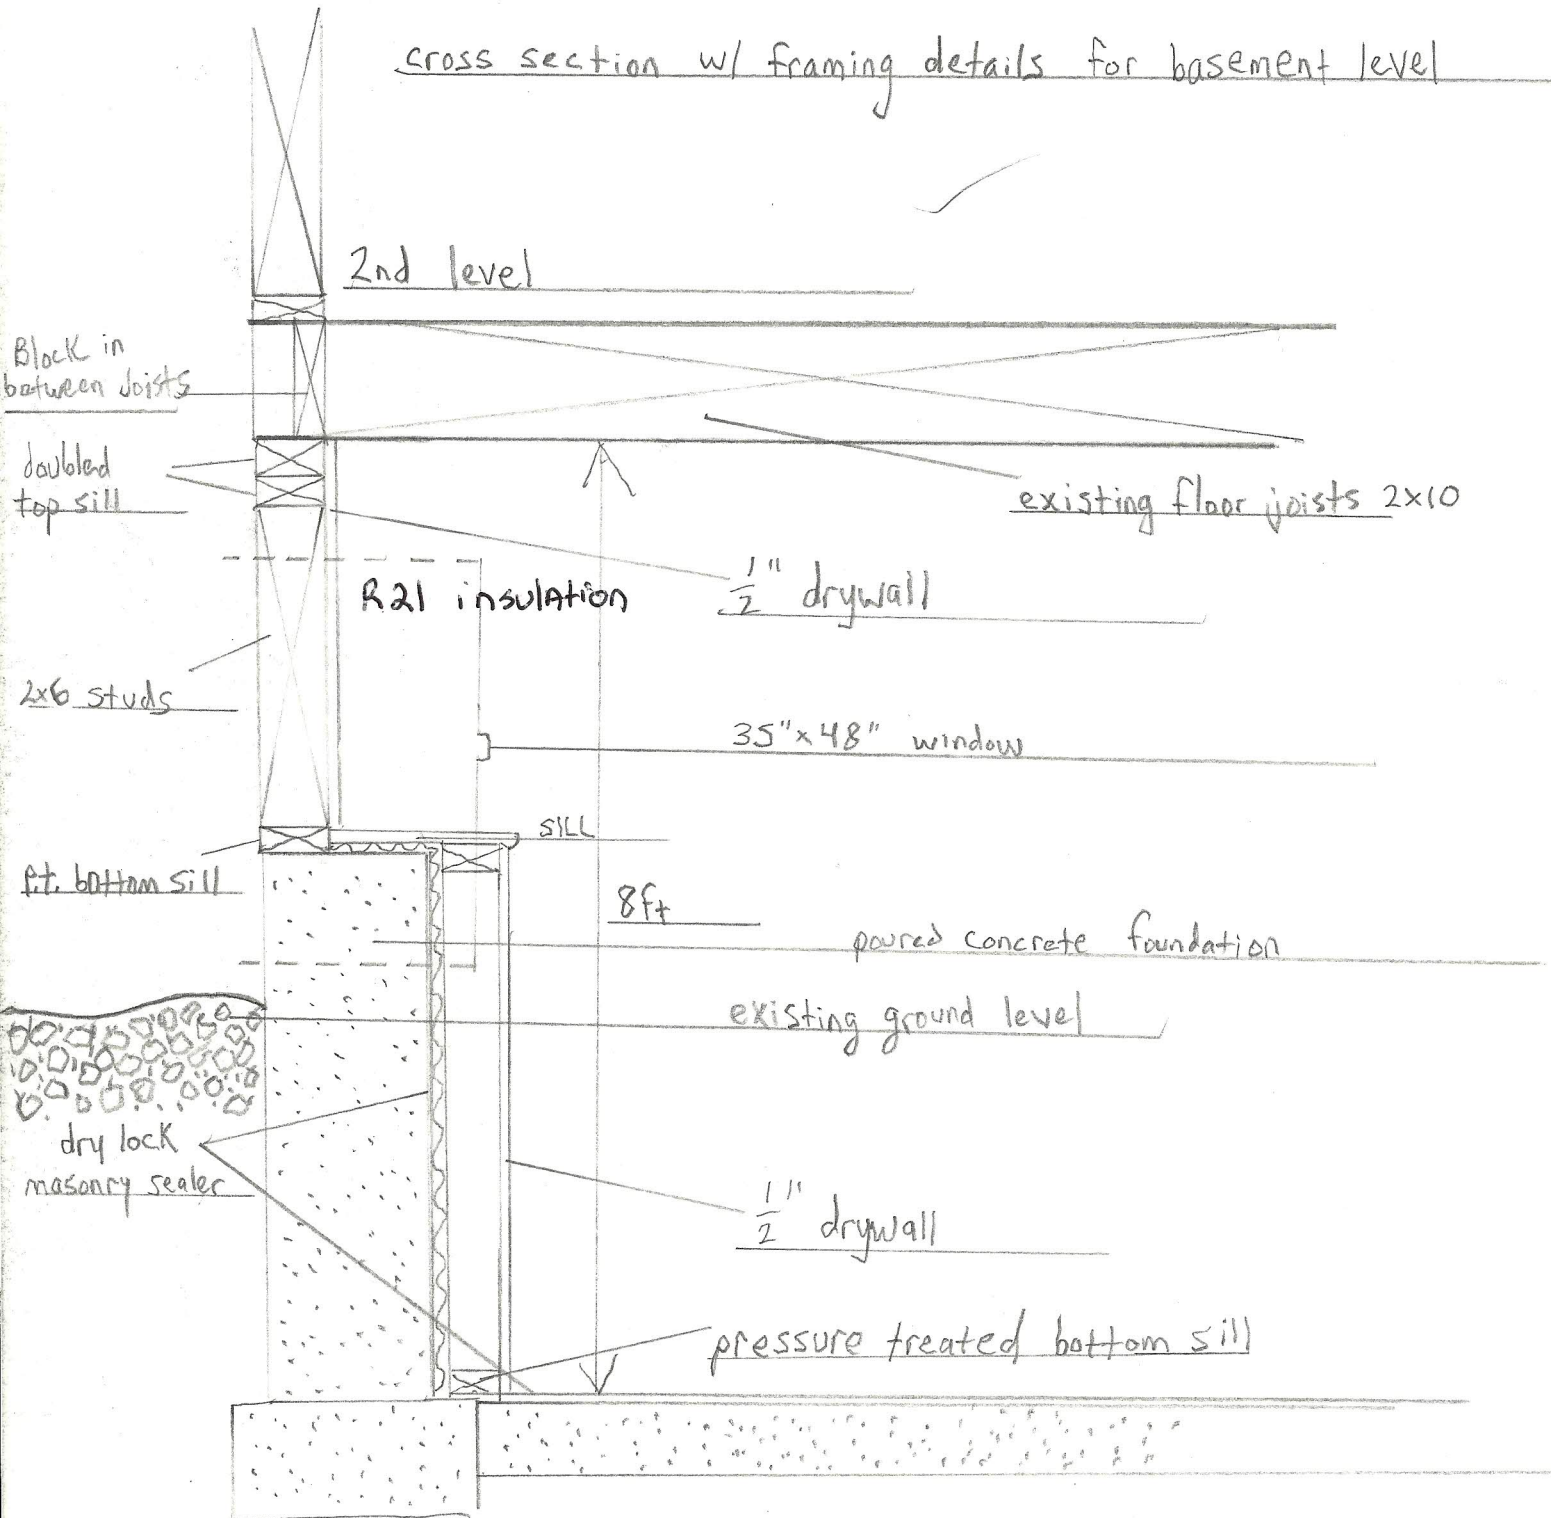 cross section w/ framing details for basement level
2nd level
Block in
between Joists
doubled
top sill
existing floor joists 2x10
1/2" drywall
R21 insulation
2x6 studs
35"x48" window
SILL
p.t. bottom sill
8ft
poured concrete foundation
existing ground level
dry lock
masonry sealer
1/2" drywall
pressure treated bottom sill